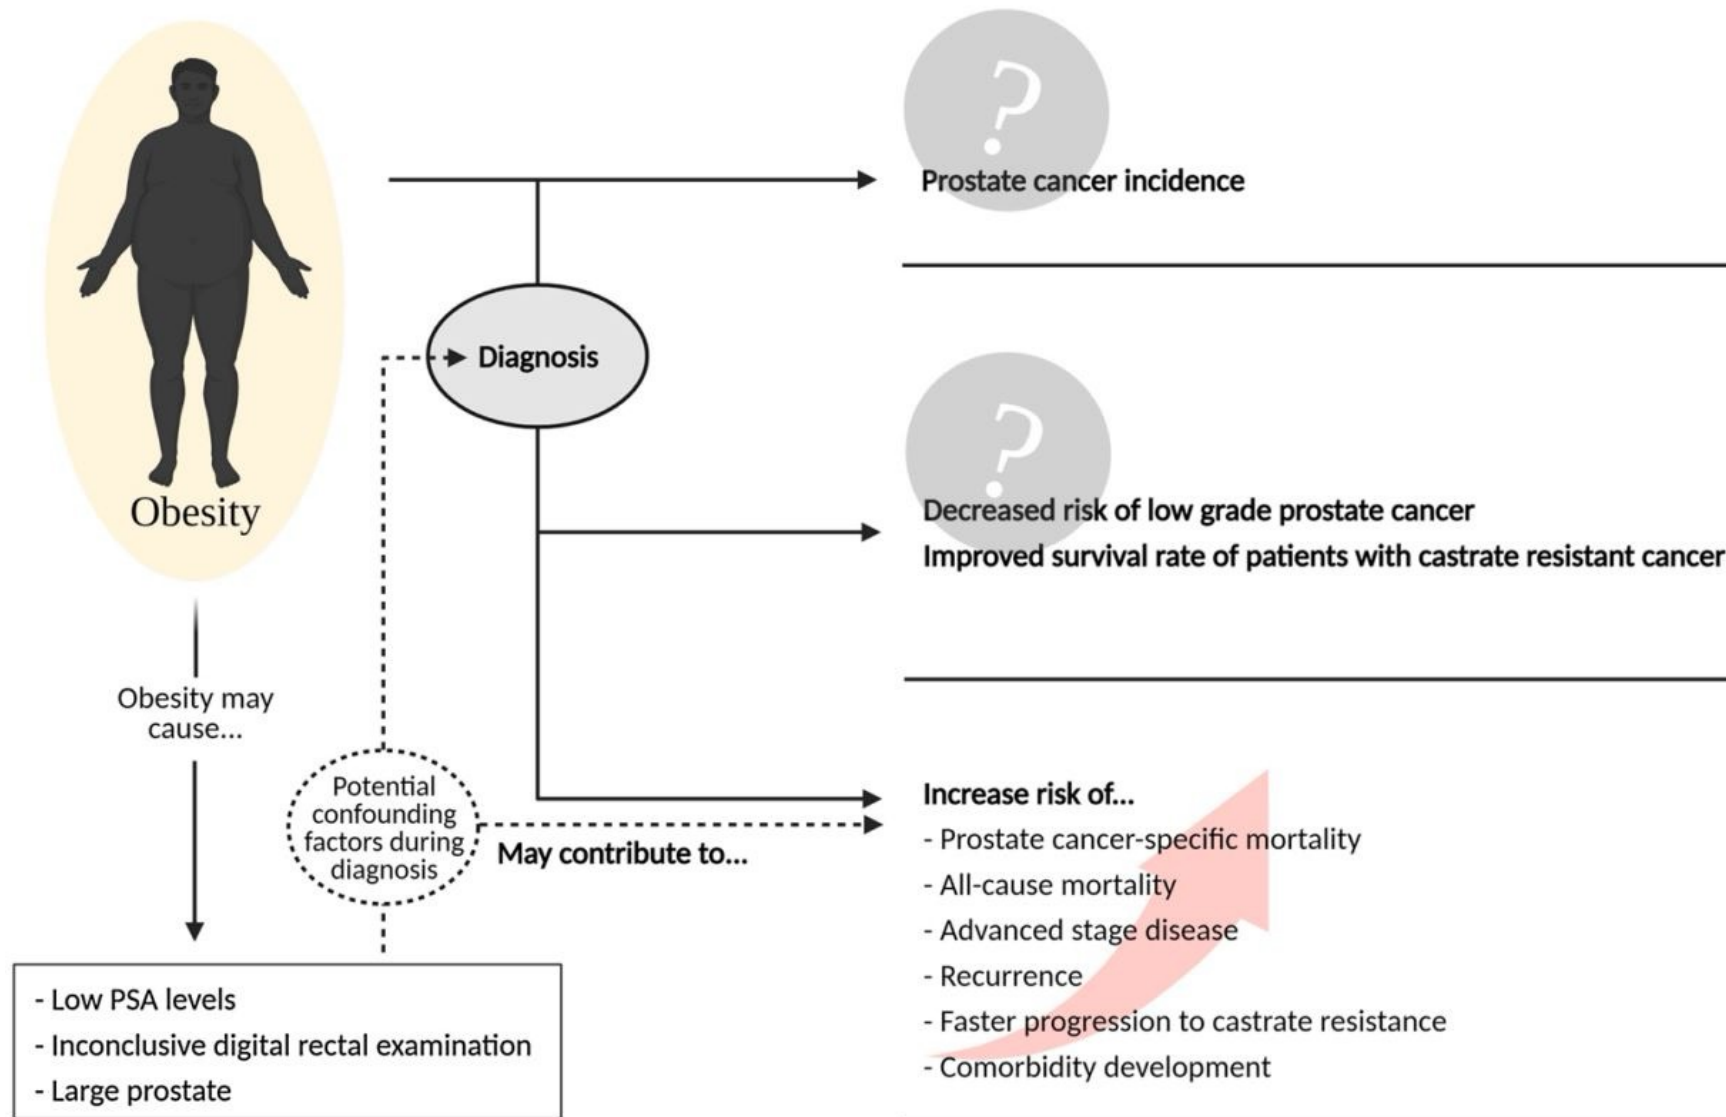 ?
Prostate cancer incidence
Diagnosis
?
Decreased risk of low grade prostate cancer
Improved survival rate of patients with castrate resistant cancer
Obesity
Obesity may
cause...
Potential
confounding
factors during
diagnosis
May contribute to...
Increase risk of...
- Prostate cancer-specific mortality
- All-cause mortality
- Advanced stage disease
- Recurrence
- Faster progression to castrate resistance
- Comorbidity development
- Low PSA levels
- Inconclusive digital rectal examination
- Large prostate